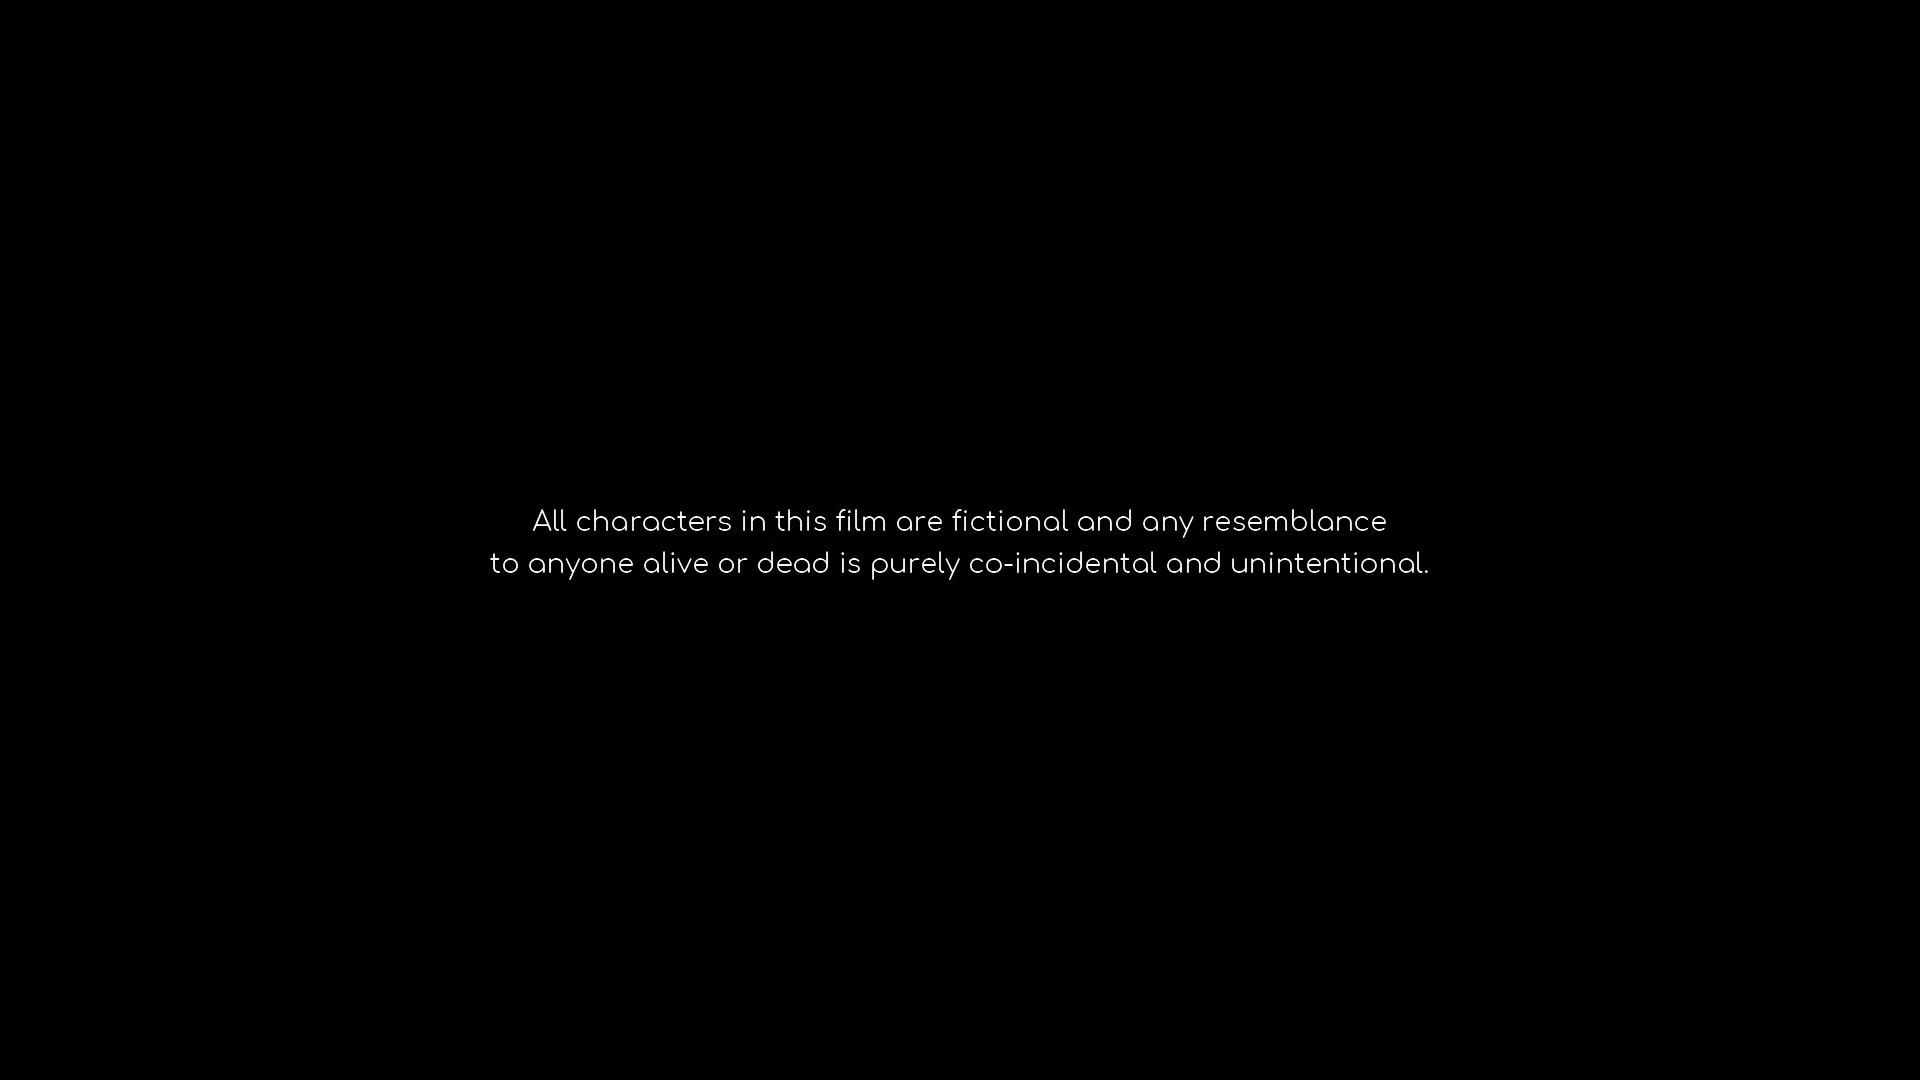 All characters in this film are fictional and any resemblance
to anyone alive or dead is purely co-incidental and unintentional.